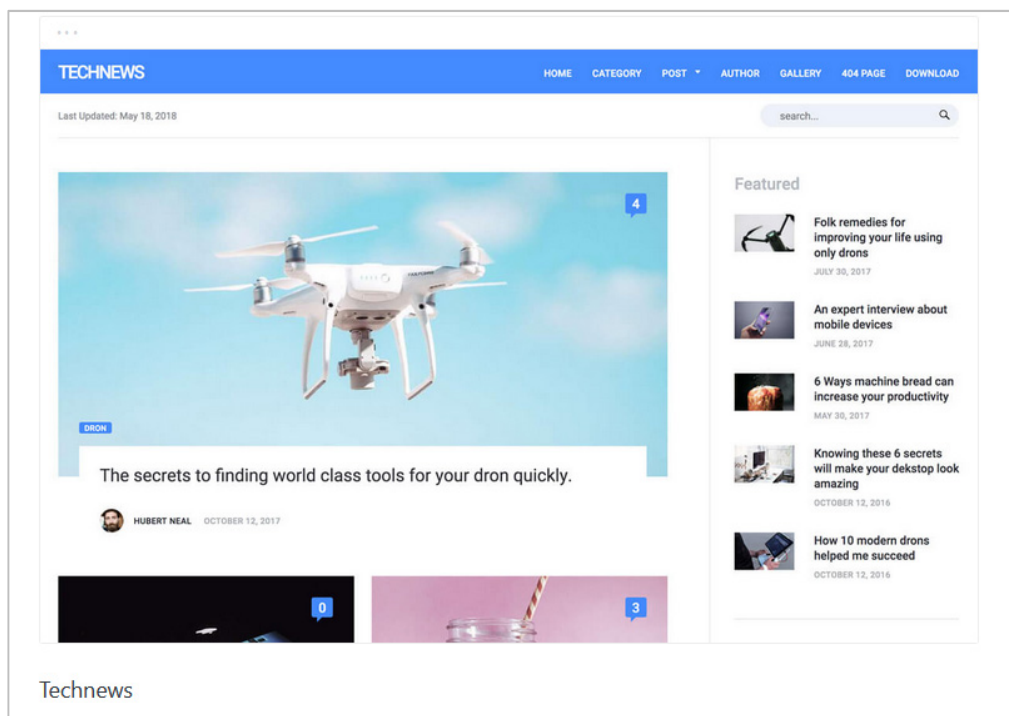 TECHNEWS
HOME CATEGORY POST AUTHOR GALLERY 404 PAGE DOWNLOAD
Last Updated: May 18, 2018
search...
4
DRON
The secrets to finding world class tools for your dron quickly.
HUBERT NEAL OCTOBER 12, 2017
0
3
Featured
Folk remedies for
improving your life using
only drons
JULY 30, 2017
An expert interview about
mobile devices
JUNE 28, 2017
6 Ways machine bread can
increase your productivity
MAY 30, 2017
Knowing these 6 secrets
will make your dekstop look
amazing
OCTOBER 12, 2016
How 10 modern drons
helped me succeed
OCTOBER 12, 2016
Technews